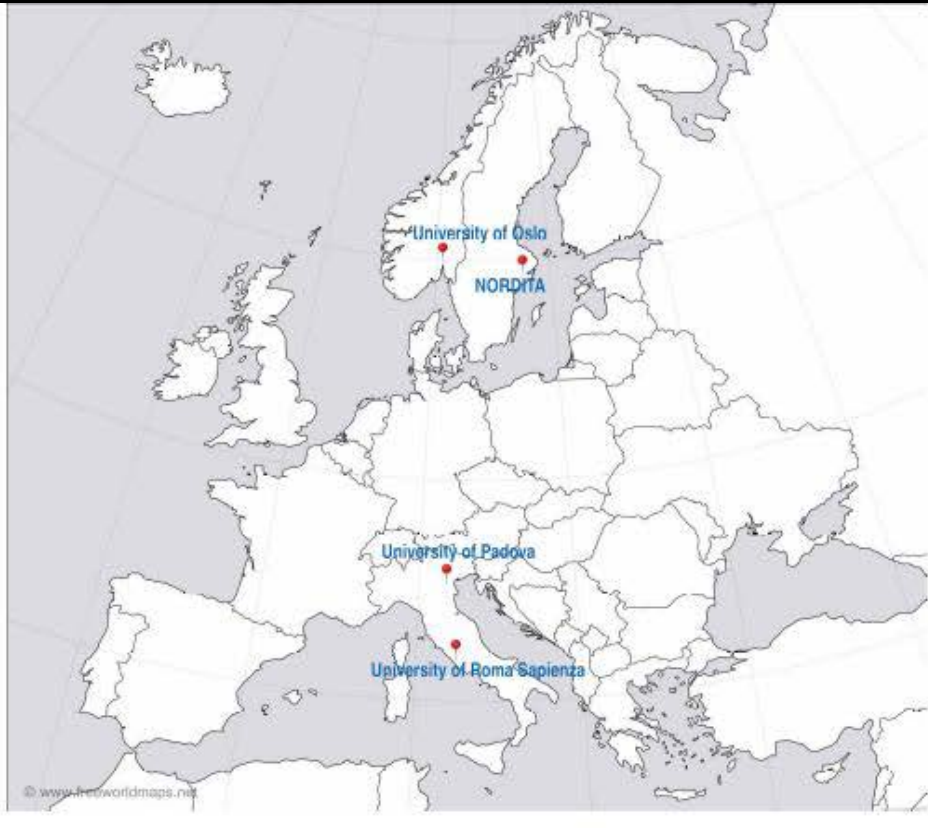 University of Oslo
NORDITA
University of Padova
University of Roma Sapienza
© www.freeworldmaps.net